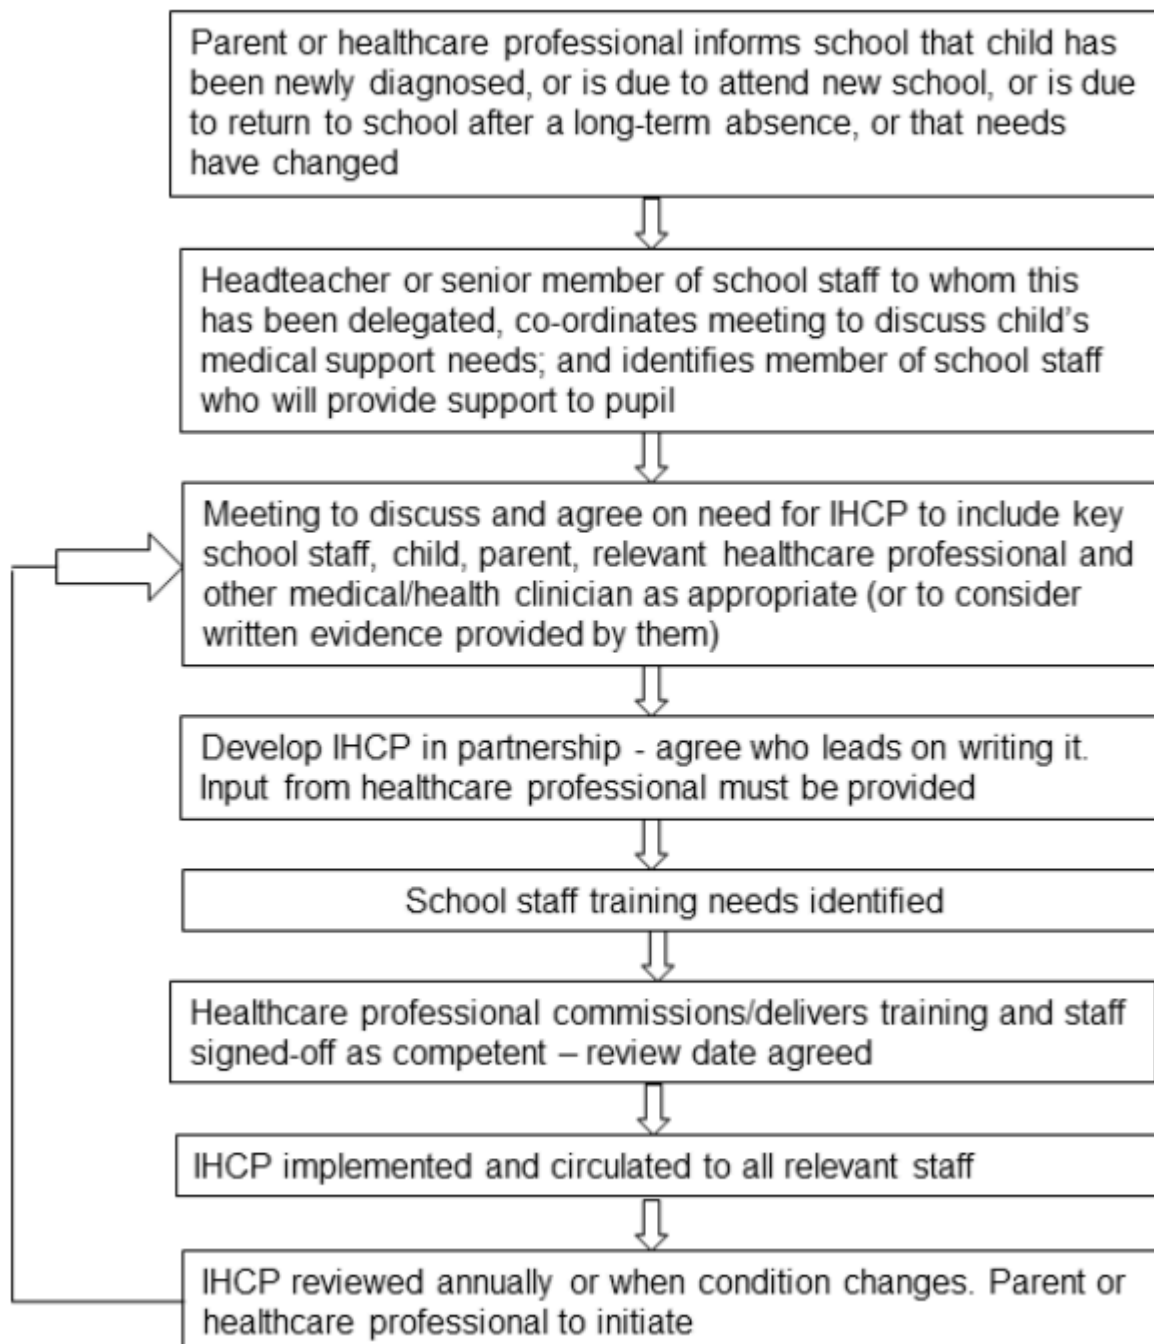 Parent or healthcare professional informs school that child has
been newly diagnosed, or is due to attend new school, or is due
to return to school after a long-term absence, or that needs
have changed
Headteacher or senior member of school staff to whom this
has been delegated, co-ordinates meeting to discuss child's
medical support needs; and identifies member of school staff
who will provide support to pupil
Meeting to discuss and agree on need for IHCP to include key
school staff, child, parent, relevant healthcare professional and
other medical/health clinician as appropriate (or to consider
written evidence provided by them)
Develop IHCP in partnership - agree who leads on writing it.
Input from healthcare professional must be provided
School staff training needs identified
Healthcare professional commissions/delivers training and staff
signed-off as competent – review date agreed
IHCP implemented and circulated to all relevant staff
IHCP reviewed annually or when condition changes. Parent or
healthcare professional to initiate